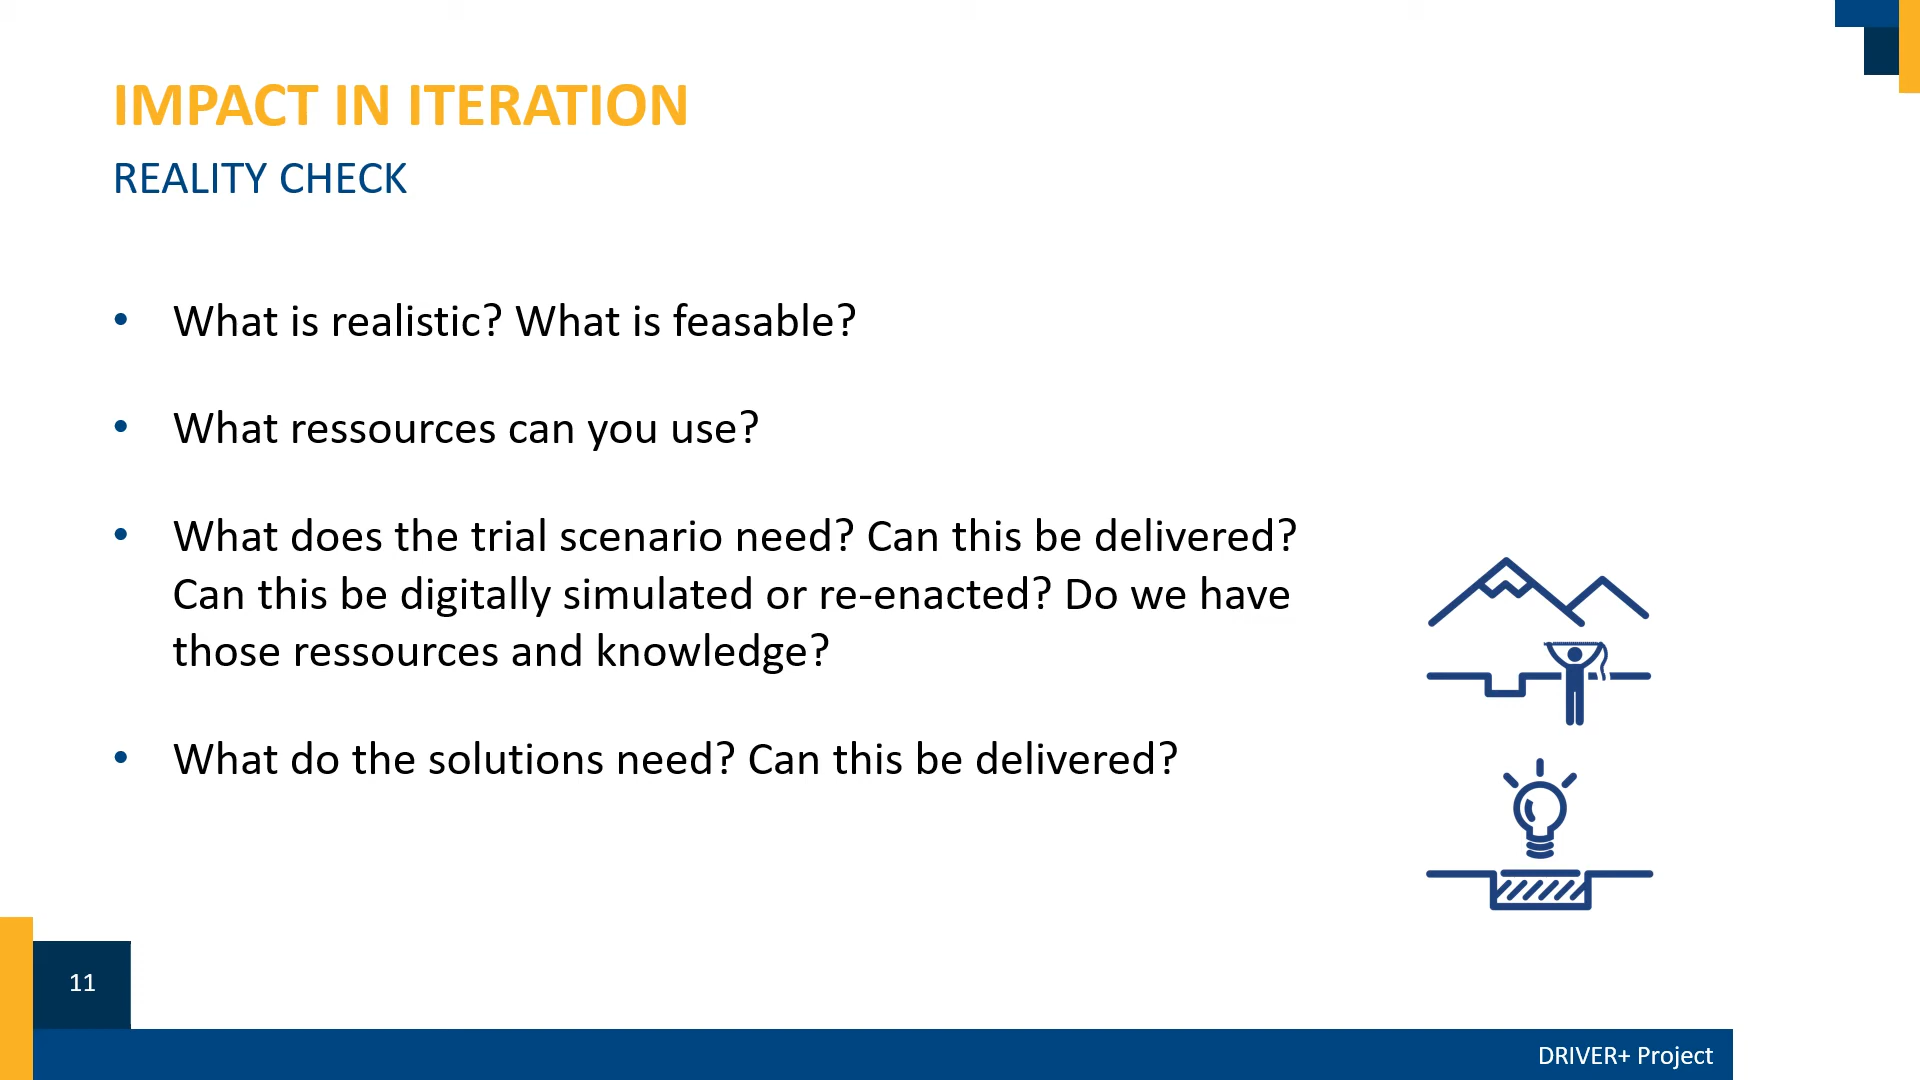 IMPACT IN ITERATION
REALITY CHECK
• What is realistic? What is feasable?
• What ressources can you use?
• What does the trial scenario need? Can this be delivered?
Can this be digitally simulated or re-enacted? Do we have
those ressources and knowledge?
• What do the solutions need? Can this be delivered?
11
DRIVER+ Project